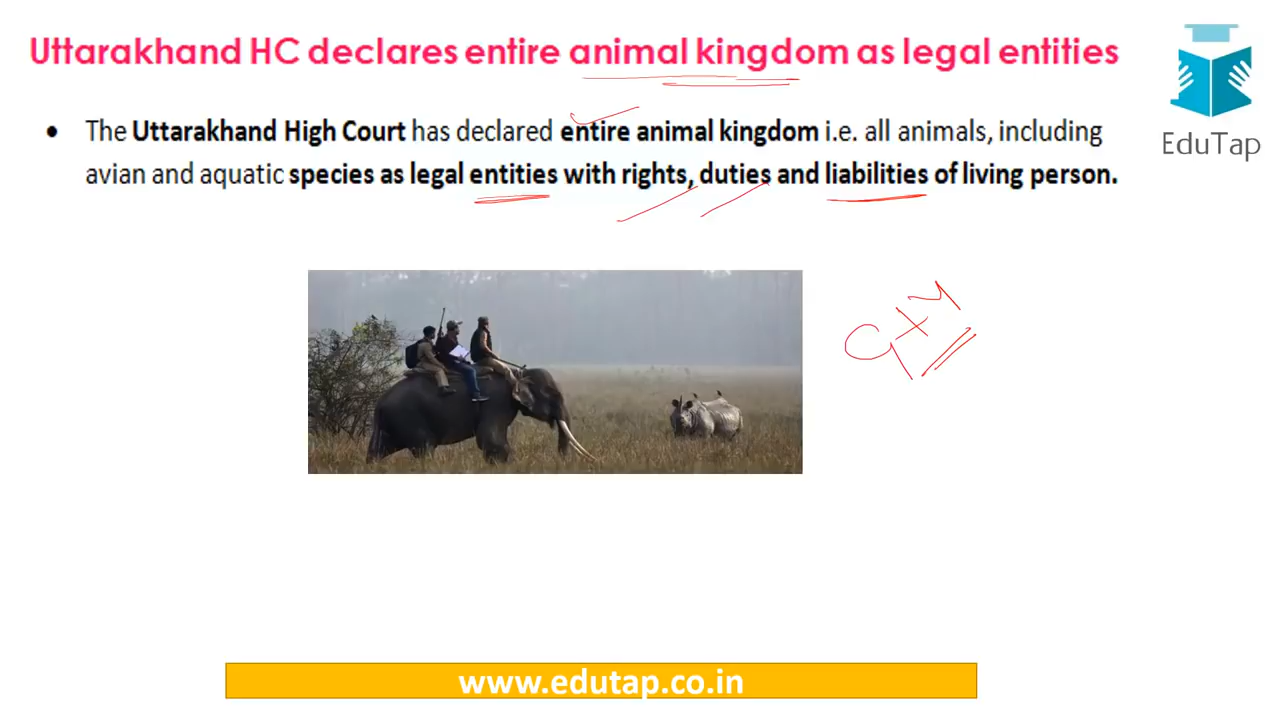 Uttarakhand HC declares entire animal kingdom as legal entities
EduTap
• The Uttarakhand High Court has declared entire animal kingdom i.e. all animals, including
avian and aquatic species as legal entities with rights, duties and liabilities of living person.
www.edutap.co.in